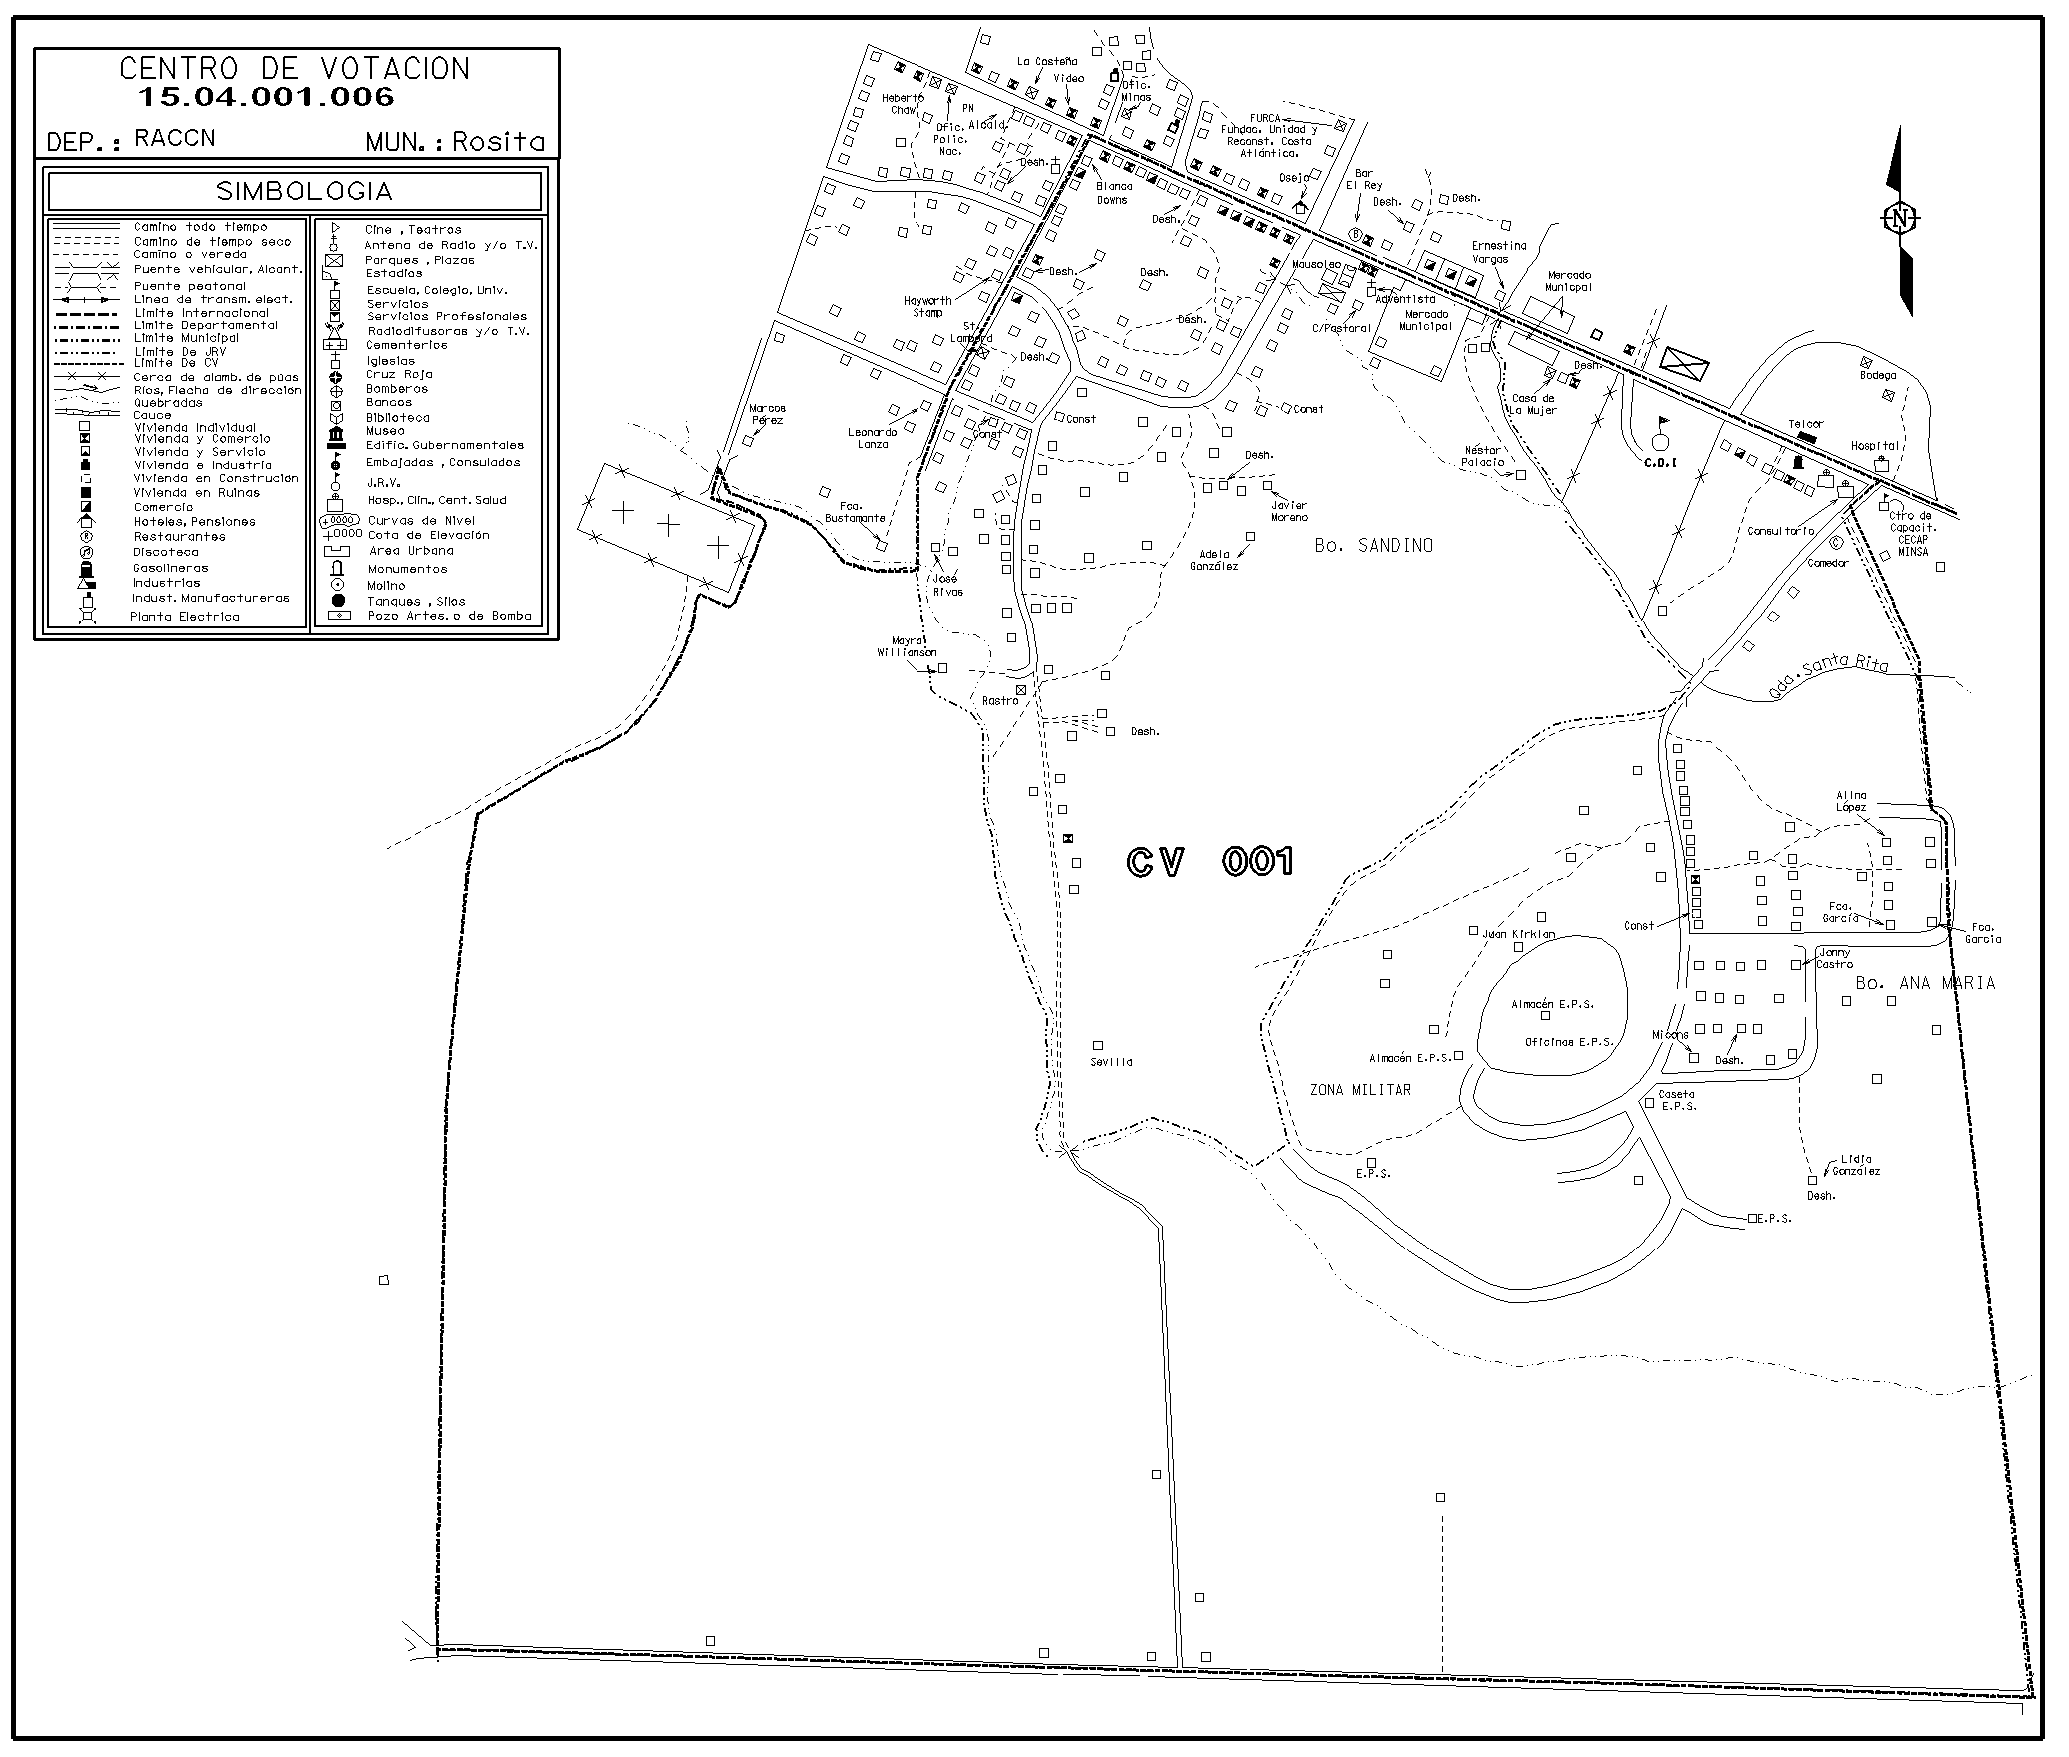 CENTRO DE VOTACION
15.04.001.006
DEP.: RACCN MUN.: Rosita
SIMBOLOGIA
Camino todo tiempo
Camino de tiempo seco
Camino o vereda
Puente vehicular, Alcant.
Puente peatonal
Linea de transm. elect.
Limite Internacional
Limite Departamental
Limite Municipal
Limite De JRV
Limite De CV
Cerca de alamb. de púas
Ríos, Flecha de dirección
Quebradas
Cauce
Vivienda Individual
Vivienda y Comercio
Vivienda y Servicio
Vivienda e Industria
Vivienda en Construción
Vivienda en Ruinas
Comercio
Hoteles, Pensiones
Restaurantes
Discoteca
Gasolineras
Industrias
Indust. Manufactureras
Planta Electrica
Cine , Teatros
Antena de Radio y/o T.V.
Parques , Plazas
Estadios
Escuela, Colegio, Univ.
Servicios
Servicios Profesionales
Radiodifusoras y/o T.V.
Cementerios
Iglesias
Cruz Roja
Bomberos
Bancos
Biblioteca
Museo
Edific. Gubernamentales
Embajadas , Consulados
J.R.V.
Hosp., Clín., Cent. Salud
Curvas de Nivel
Cota de Elevación
Area Urbana
Monumentos
Molino
Tanques , Silos
Pozo Artes. o de Bomba
N
La Costeña
Video
Ofic.
Minas
Heberto
Chaw
PN
Alcald.
Ofic.
Polic.
Nac.
Desh.
FURCA
Fundac. Unidad y
Reconst. Costa
Atlántica.
Blanca
Downs
Desh.
Oseja
Bar
El Rey
B
Desh.
Desh.
Ernestina
Vargas
Mercado
Municpal
Mausoleo
Adventista
Mercado
Municipal
C/Pastoral
Desh.
Desh.
Desh.
Hayworth
Stamp
St.
Lambord
Desh.
Desh.
Casa de
La Mujer
Bodega
Marcos
Pérez
Leonardo
Lanza
Const
Const
Const
Telcor
Hospital
C.D.I
Néstor
Palacio
Desh.
Javier
Moreno
Fca.
Bustamante
Consultorio
Ctro de
Capacit.
CECAP
MINSA
C
Comedor
Bo. SANDINO
Adela
González
José
Rivas
Mayra
Willianson
Rastro
Qda. Santa Rita
Desh.
Alina
López
CV 001
Fca.
García
Fca.
García
Const
Juan Kirklan
Jonny
Castro
Bo. ANA MARIA
Almacén E.P.S.
Oficinas E.P.S.
Micons
Desh.
Almacén E.P.S.
Sevilla
ZONA MILITAR
Caseta
E.P.S.
E.P.S.
Lidia
González
Desh.
E.P.S.